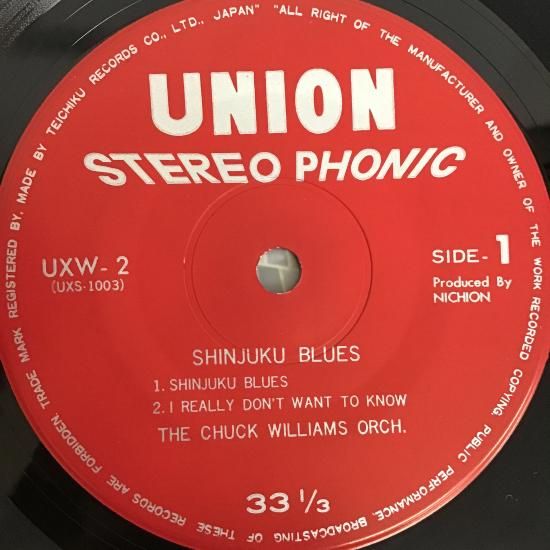 TRADE MARK REGISTERED BY. MADE BY TEICHIKU RECORDS CO., LTD., JAPAN" "ALL RIGHT OF THE MANUFACTURER AND OWNER OF THE WORK RECORDED COPYING, PUBLIC PERFORMANCE, BROADCASTING OF THESE RECORDS ARE FORBIDDEN.
UNION
STEREO PHONIC
UXW-2
(UXS-1003)
SIDE-1
Produced By
NICHION
SHINJUKU BLUES
1. SHINJUKU BLUES
2. I REALLY DON'T WANT TO KNOW
THE CHUCK WILLIAMS ORCH.
33 1/3